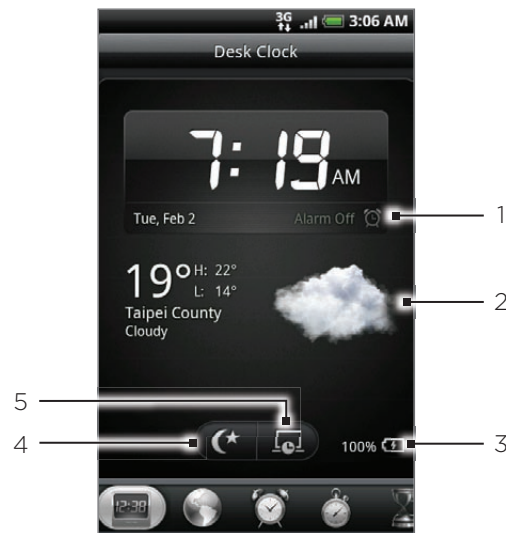 3G 3:06 AM
Desk Clock
7:19 AM
Tue, Feb 2 Alarm Off
1
19° H: 22°
L: 14°
Taipei County
Cloudy
2
5
4
100%
3
12:38